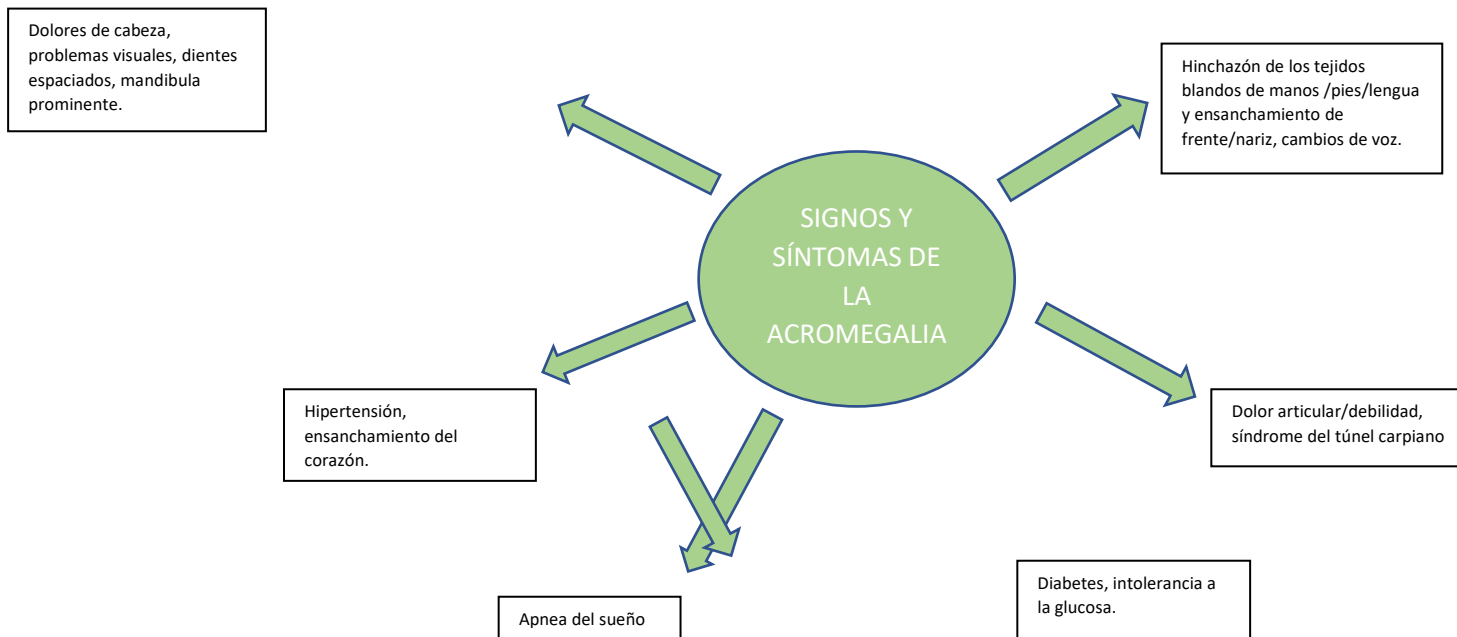 Dolores de cabeza,
problemas visuales, dientes
espaciados, mandibula
prominente.
Hinchazón de los tejidos
blandos de manos /pies/lengua
y ensanchamiento de
frente/nariz, cambios de voz.
SIGNOS Y
SÍNTOMAS DE
LA
ACROMEGALIA
Hipertensión,
ensanchamiento del
corazón.
Dolor articular/debilidad,
síndrome del túnel carpiano
Apnea del sueño
Diabetes, intolerancia a
la glucosa.